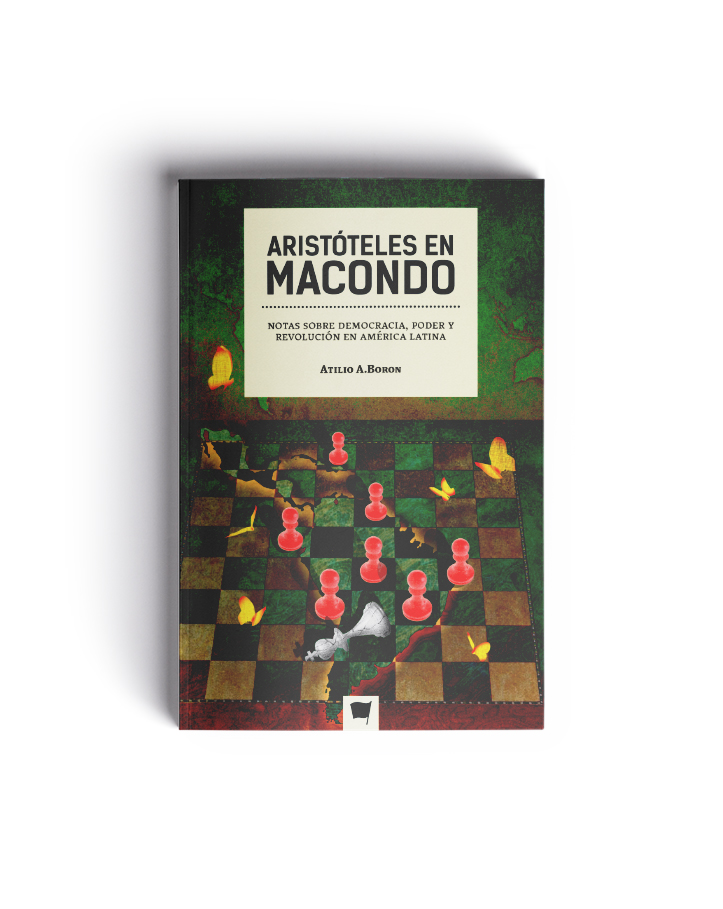 ARISTÓTELES EN
MACONDO
NOTAS SOBRE DEMOCRACIA, PODER Y
REVOLUCIÓN EN AMÉRICA LATINA
ATILIO A.BORON